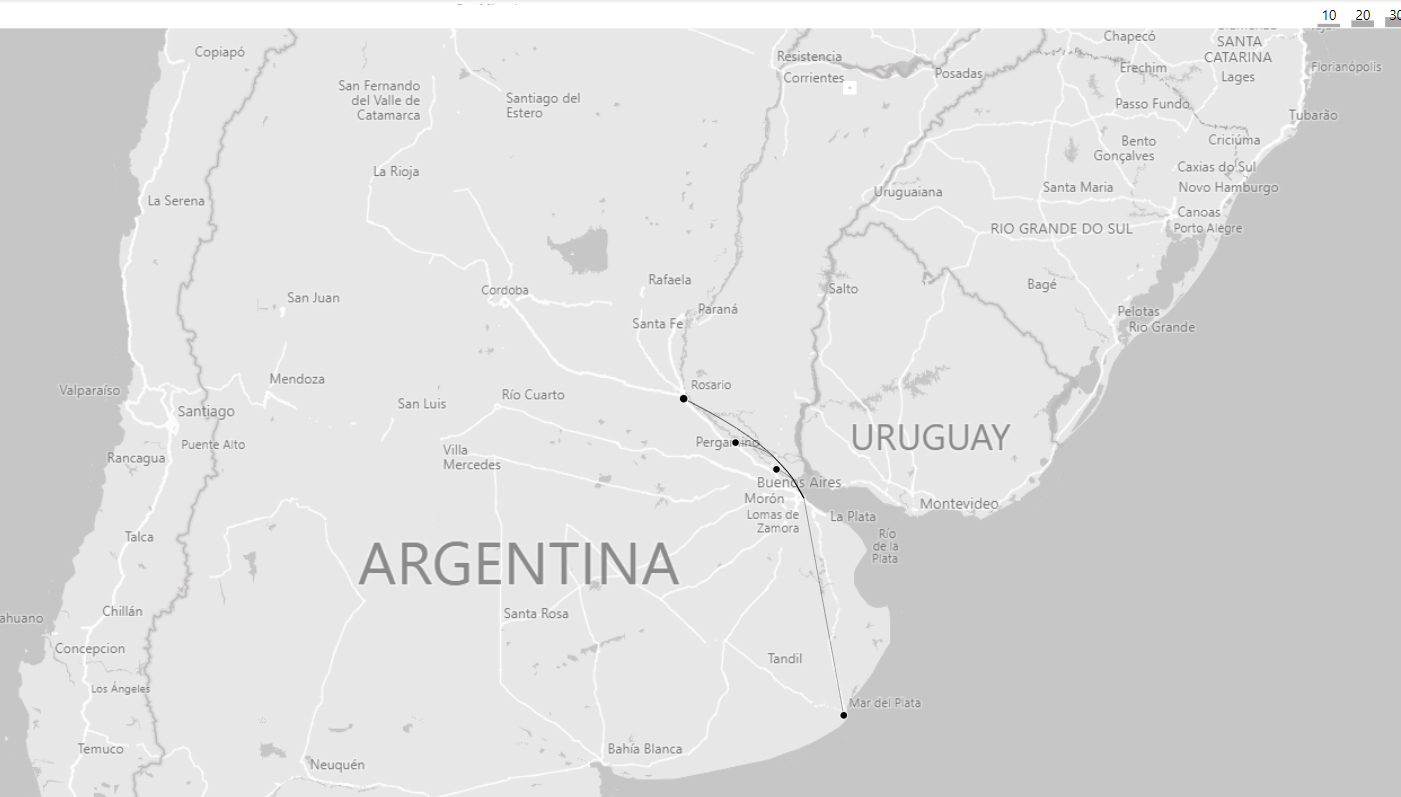 10 20 30
Copiapó
Resistencia
Chapecó
SANTA
CATARINA
Corrientes
Posadas
Erechim
Lages
Florianópolis
San Fernando
del Valle de
Catamarca
Santiago del
Estero
Passo Fundo
Tubarão
Bento
Gonçalves
Criciúma
La Rioja
Caxias do Sul
Uruguaiana
Santa Maria
Novo Hamburgo
La Serena
Canoas
Porto Alegre
RIO GRANDE DO SUL
Rafaela
Cordoba
Salto
Bagé
San Juan
Paraná
Santa Fe
Pelotas
Rio Grande
Mendoza
Rosario
Valparaíso
San Luis
Río Cuarto
Santiago
Puente Alto
Pergamino
URUGUAY
Rancagua
Villa
Mercedes
Buenos Aires
Morón
Montevideo
Lomas de
Zamora
La Plata
Talca
Río
de la
Plata
ARGENTINA
Chillán
ahuano
Santa Rosa
Concepcion
Tandil
Los Ángeles
Mar del Plata
Temuco
Bahía Blanca
Neuquén